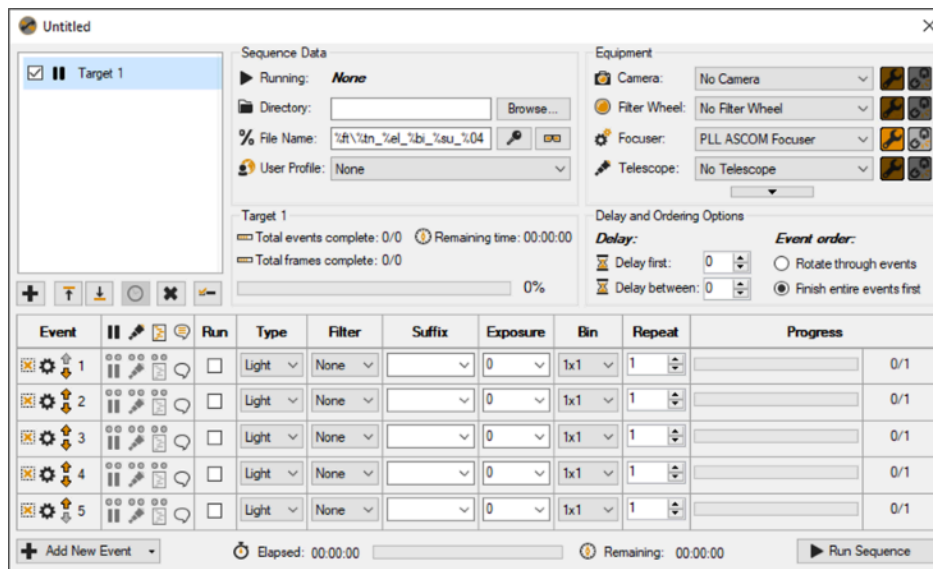 Untitled
Target 1
Sequence Data
Running: None
Directory: Browse...
File Name: %ft\%tn_%el_%bi_%su_%04
User Profile: None
Equipment
Camera: No Camera
Filter Wheel: No Filter Wheel
Focuser: PLL ASCOM Focuser
Telescope: No Telescope
Target 1
Total events complete: 0/0 Remaining time: 00:00:00
Total frames complete: 0/0
0%
Delay and Ordering Options
Delay: Event order:
Delay first: 0 Rotate through events
Delay between: 0 Finish entire events first
Event Run Type Filter Suffix Exposure Bin Repeat Progress
1 Light None 0 1x1 1 0/1
2 Light None 0 1x1 1 0/1
3 Light None 0 1x1 1 0/1
4 Light None 0 1x1 1 0/1
5 Light None 0 1x1 1 0/1
Add New Event Elapsed: 00:00:00 Remaining: 00:00:00 Run Sequence